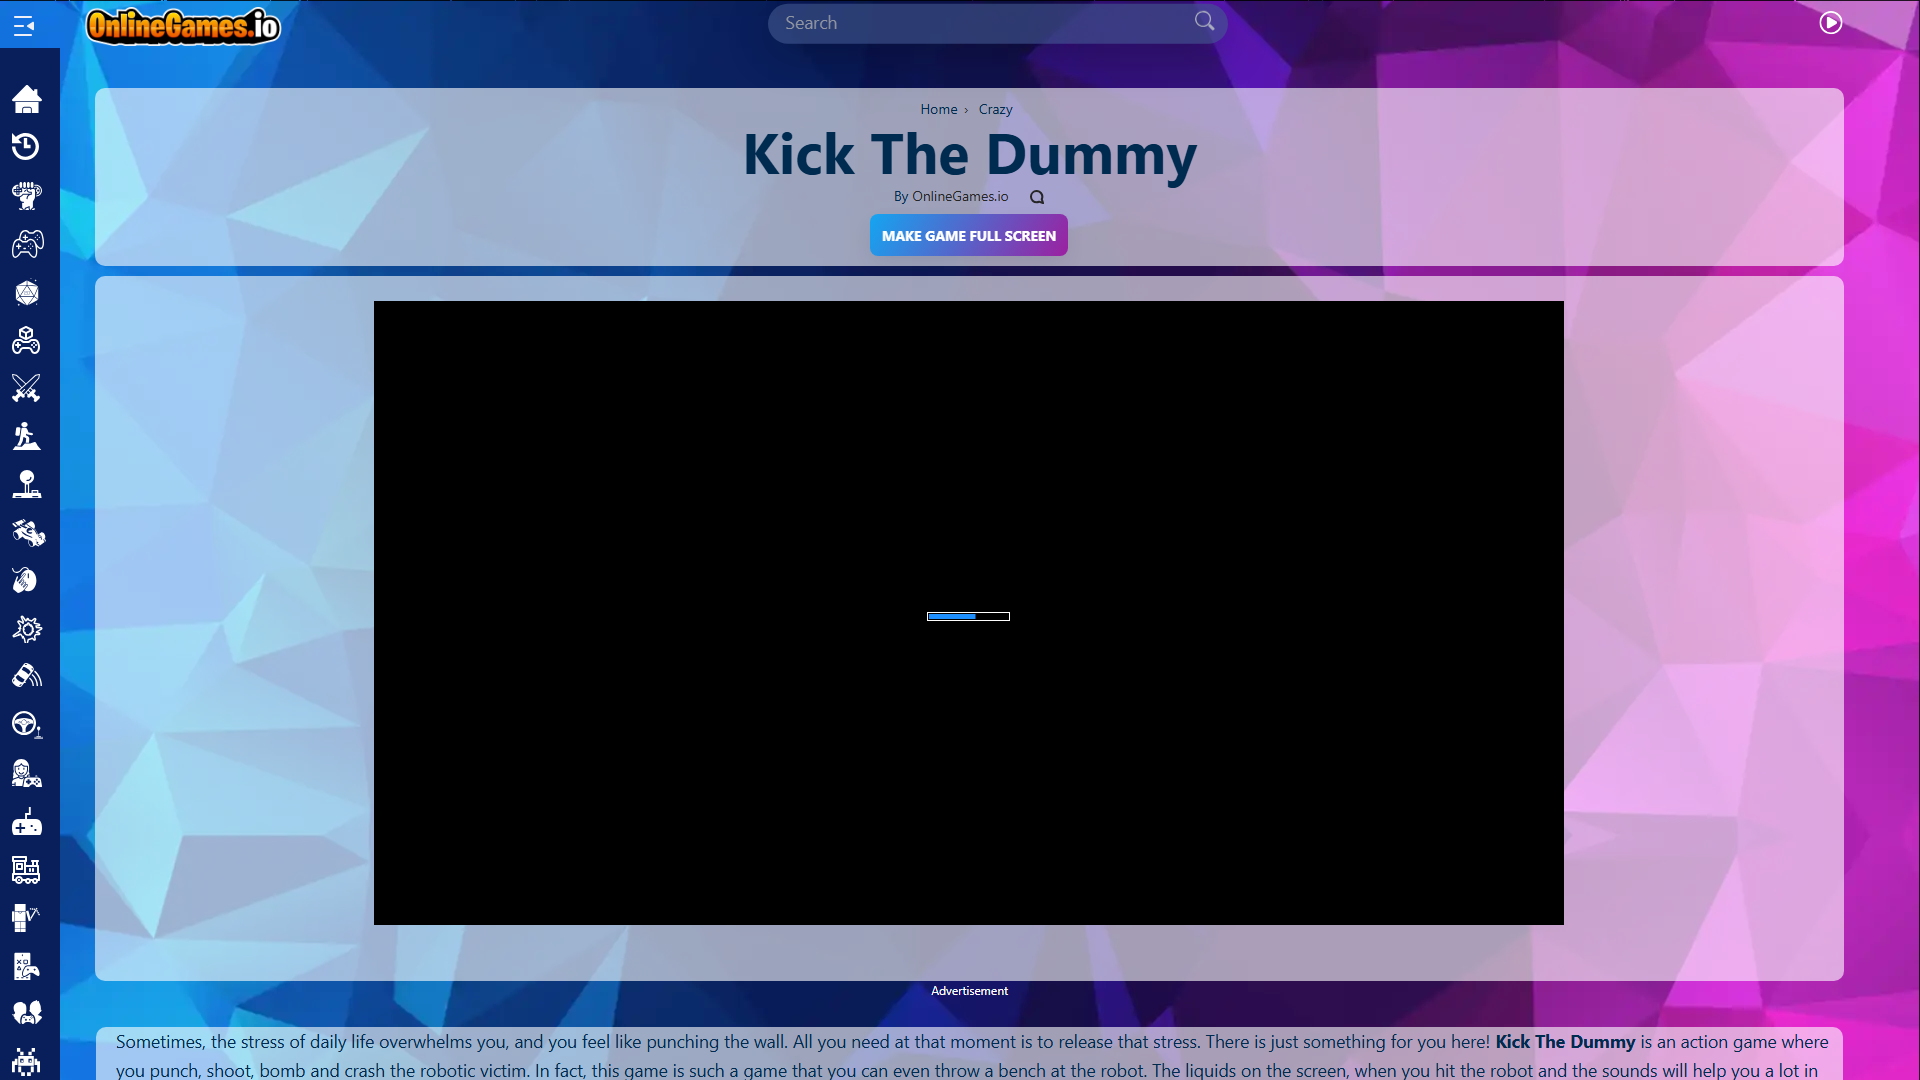 OnlineGames.io
Search
Home › Crazy
Kick The Dummy
By OnlineGames.io
MAKE GAME FULL SCREEN
Advertisement
Sometimes, the stress of daily life overwhelms you, and you feel like punching the wall. All you need at that moment is to release that stress. There is just something for you here! Kick The Dummy is an action game where
you punch, shoot, bomb and crash the robotic victim. In fact, this game is such a game that you can even throw a bench at the robot. The liquids on the screen, when you hit the robot and the sounds will help you a lot in